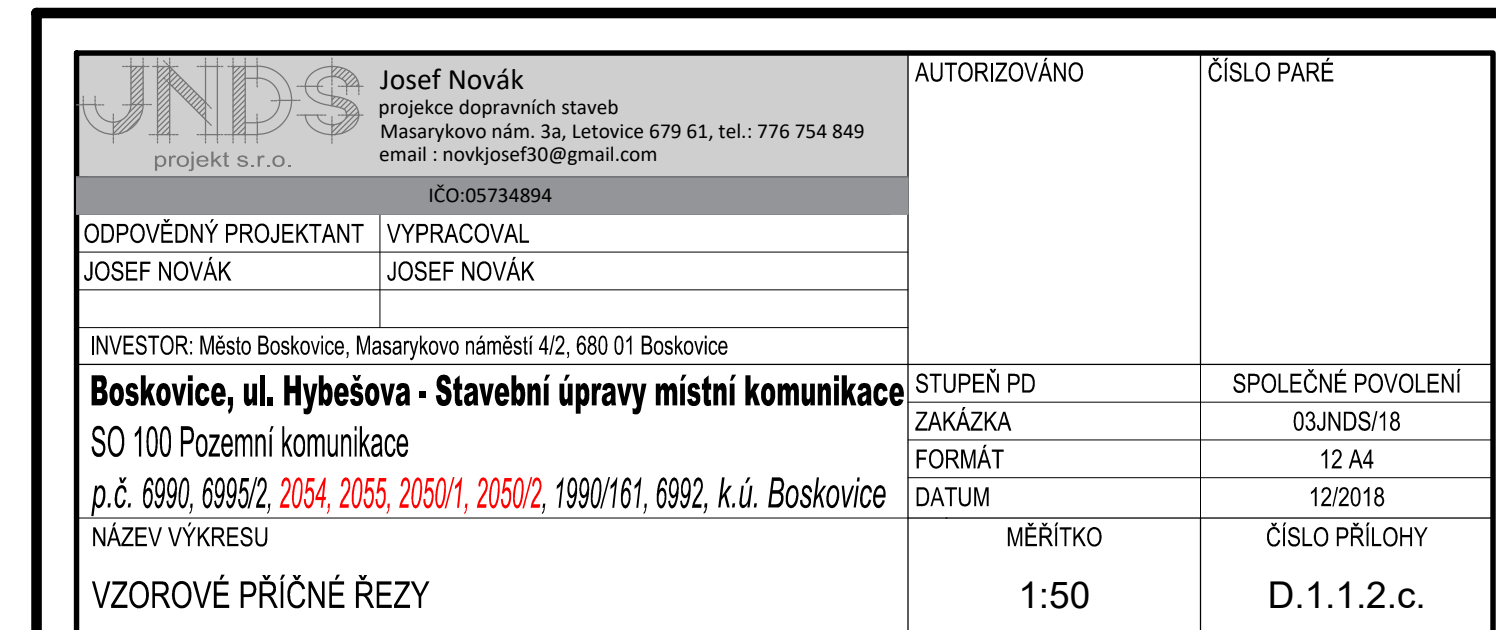 JNDS
projekt s.r.o.
Josef Novák
projekce dopravních staveb
Masarykovo nám. 3a, Letovice 679 61, tel.: 776 754 849
email : novkjosef30@gmail.com
IČO:05734894
AUTORIZOVÁNO
ČÍSLO PARÉ
ODPOVĚDNÝ PROJEKTANT
VYPRACOVAL
JOSEF NOVÁK
JOSEF NOVÁK
INVESTOR: Město Boskovice, Masarykovo náměstí 4/2, 680 01 Boskovice
Boskovice, ul. Hybešova - Stavební úpravy místní komunikace
SO 100 Pozemní komunikace
p.č. 6990, 6995/2, 2054, 2055, 2050/1, 2050/2, 1990/161, 6992, k.ú. Boskovice
STUPEŇ PD
SPOLEČNÉ POVOLENÍ
ZAKÁZKA
03JNDS/18
FORMÁT
12 A4
DATUM
12/2018
NÁZEV VÝKRESU
VZOROVÉ PŘÍČNÉ ŘEZY
MĚŘÍTKO
1:50
ČÍSLO PŘÍLOHY
D.1.1.2.c.